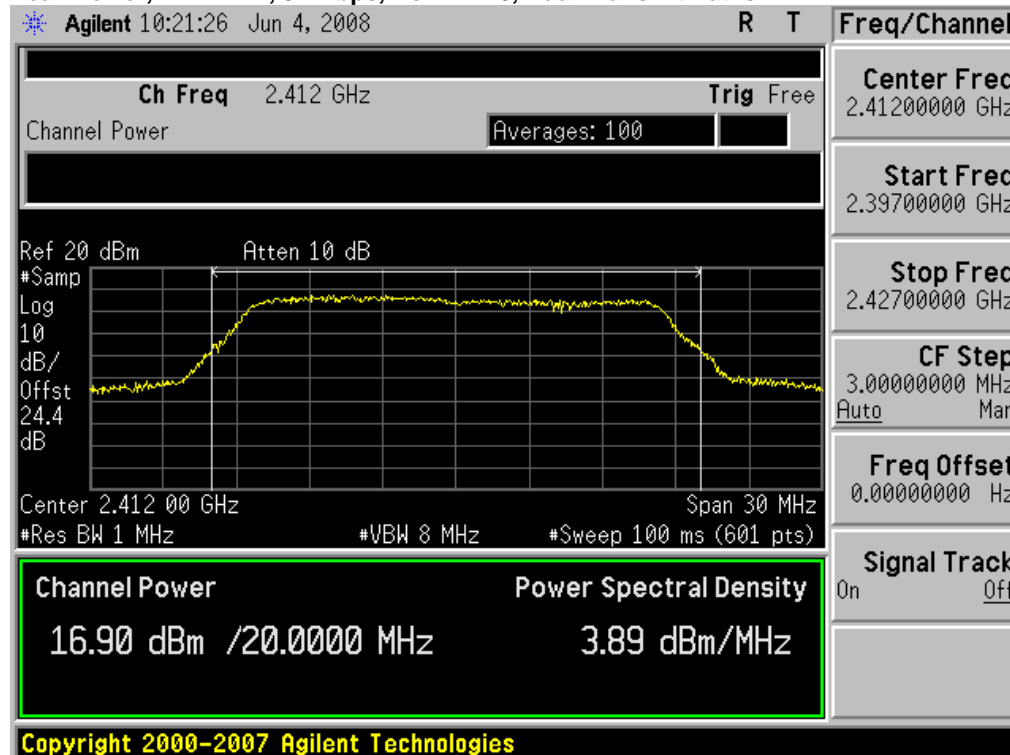 Agilent 10:21:26 Jun 4, 2008 R T
Freq/Channel
Ch Freq 2.412 GHz Trig Free
Channel Power Averages: 100
Center Freq
2.41200000 GHz
Start Freq
2.39700000 GHz
Stop Freq
2.42700000 GHz
CF Step
3.00000000 MHz
Auto Man
Freq Offset
0.00000000 Hz
Signal Track
On Off
Ref 20 dBm Atten 10 dB
#Samp
Log
10
dB/
Offst
24.4
dB
Center 2.412 00 GHz Span 30 MHz
#Res BW 1 MHz #VBW 8 MHz #Sweep 100 ms (601 pts)
Channel Power Power Spectral Density
16.90 dBm /20.0000 MHz 3.89 dBm/MHz
Copyright 2000-2007 Agilent Technologies